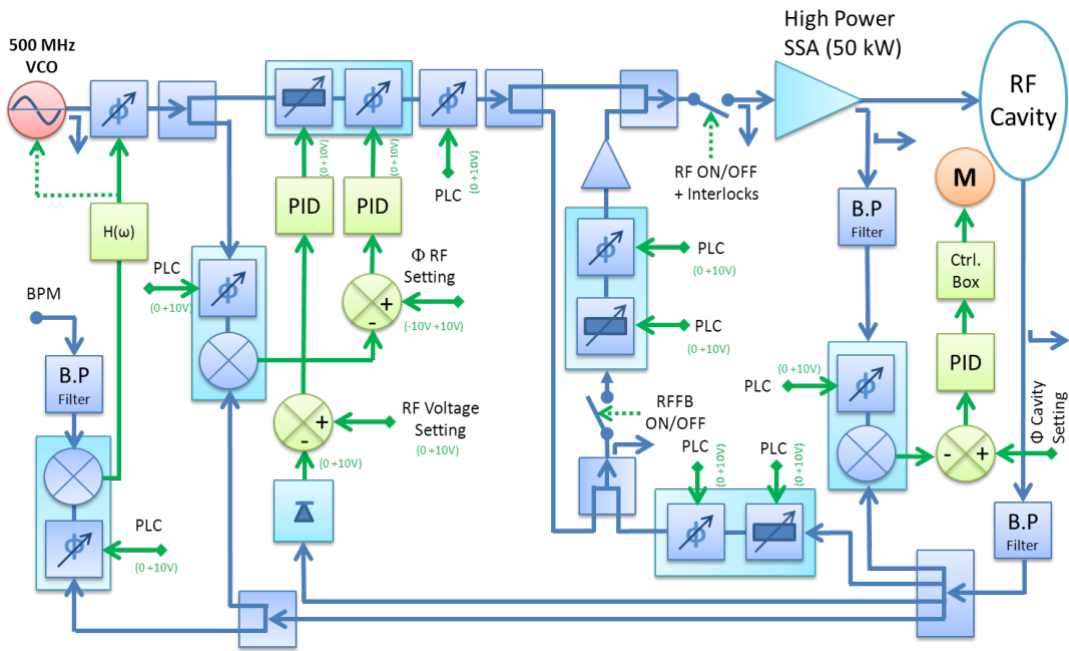 High Power
SSA (50 kW)
500 MHz
VCO
RF
Cavity
ϕ
ϕ
ϕ
(0 +10V)
(0 +10V)
(0 +10V)
PLC
RF ON/OFF
+ Interlocks
M
PID
PID
B.P
Filter
H(ω)
Φ RF
Setting
(-10V +10V)
+
-
PLC
(0 +10V)
ϕ
ϕ
PLC
(0 +10V)
Ctrl.
Box
BPM
PLC
(0 +10V)
B.P
Filter
PID
(0 +10V)
PLC
ϕ
RF Voltage
Setting
(0 +10V)
+
-
(0 +10V)
RFFB
ON/OFF
Φ Cavity
Setting
-
+
PLC
PLC
(0 +10V)
(0 +10V)
ϕ
B.P
Filter
ϕ
PLC
(0 +10V)